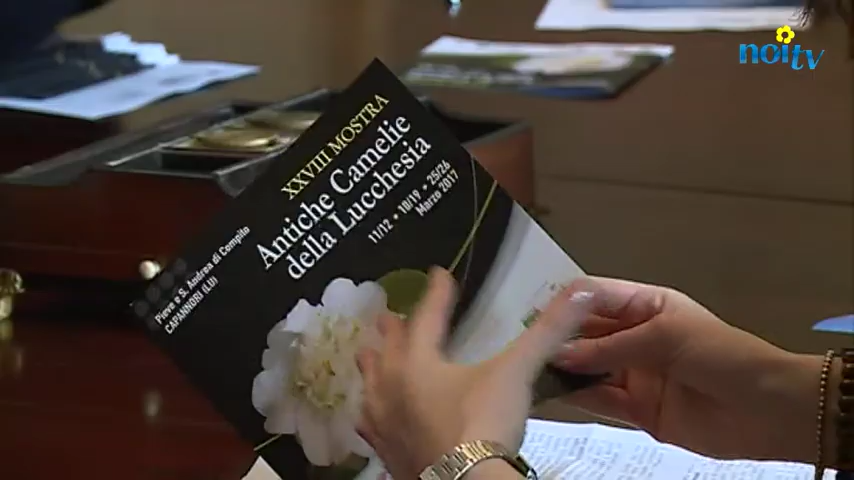 noitv
XXVIII MOSTRA
Antiche Camelie
della Lucchesia
11/12 • 18/19 • 25/26
Marzo 2017
Pieve e S. Andrea di Compito
CAPANNORI (LU)